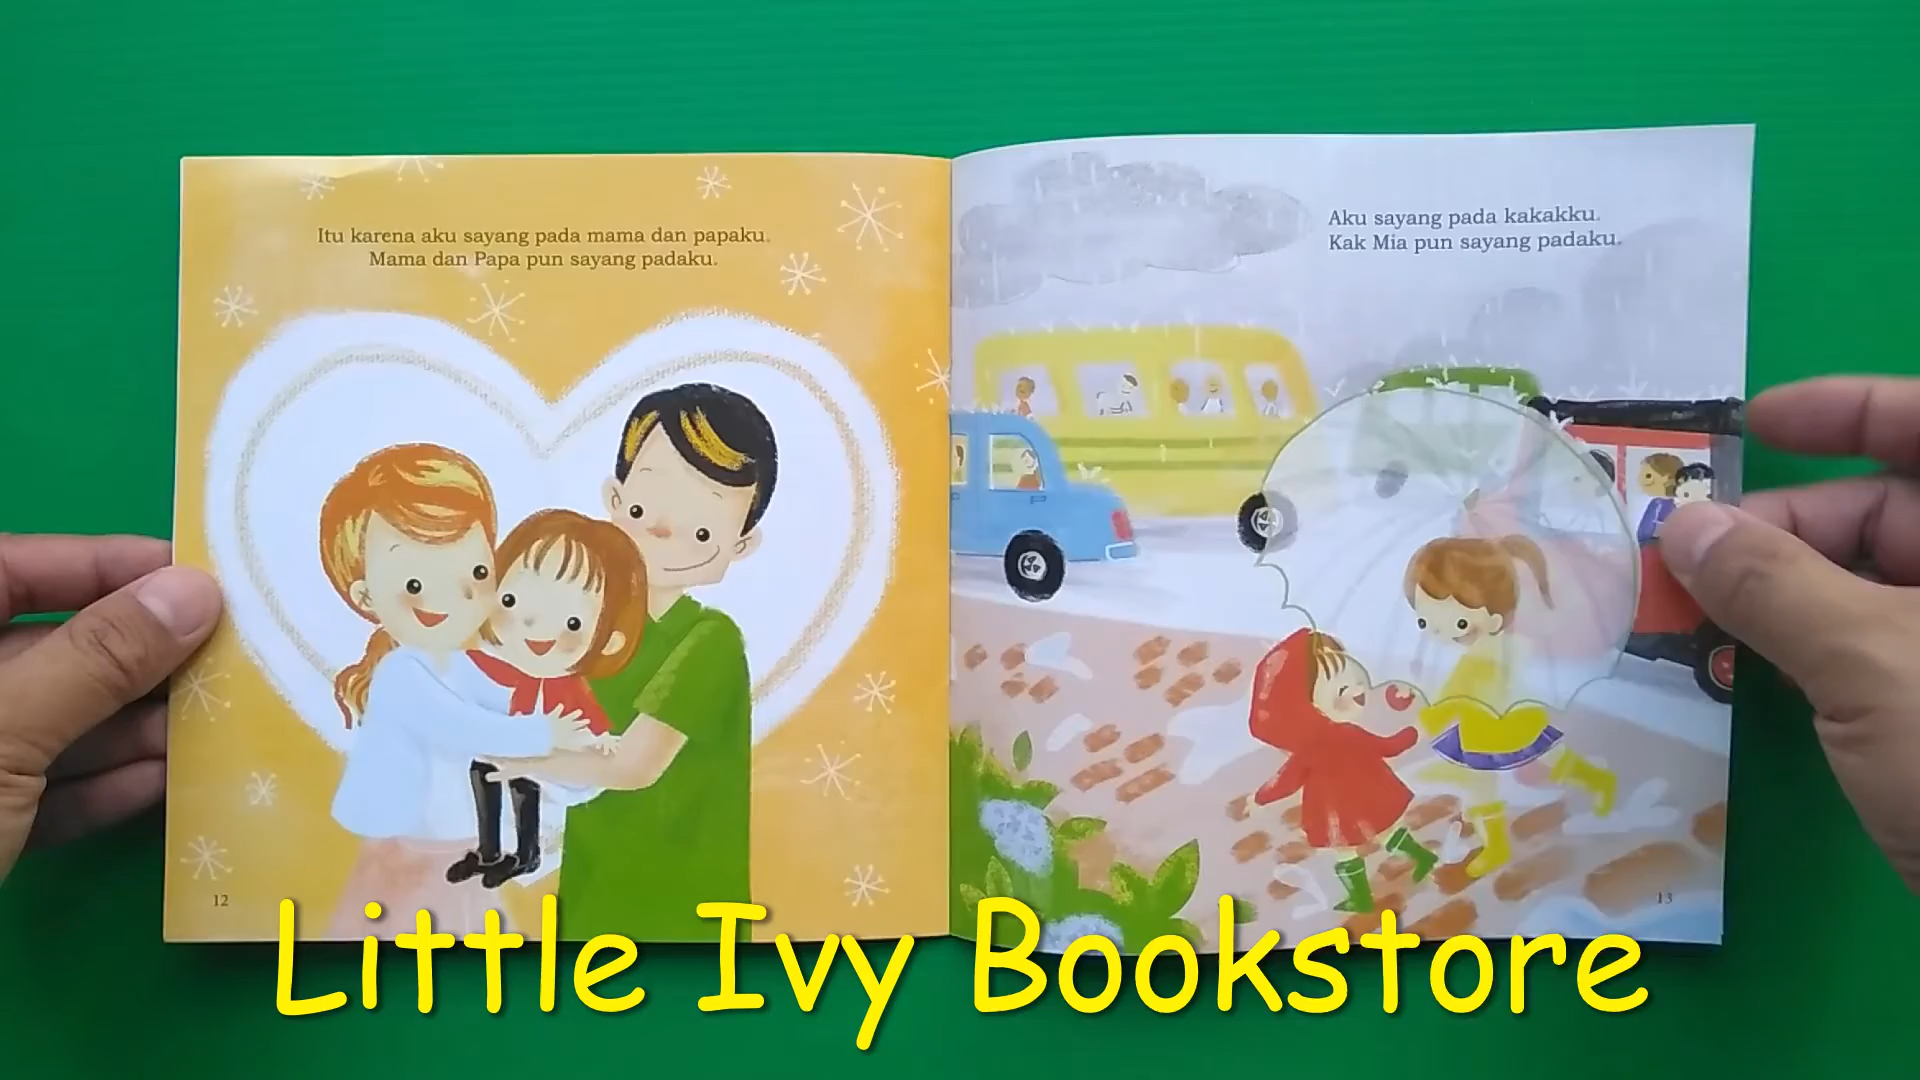 Itu karena aku sayang pada mama dan papaku.
Mama dan Papa pun sayang padaku.
12
Aku sayang pada kakakku.
Kak Mia pun sayang padaku.
13
Little Ivy Bookstore